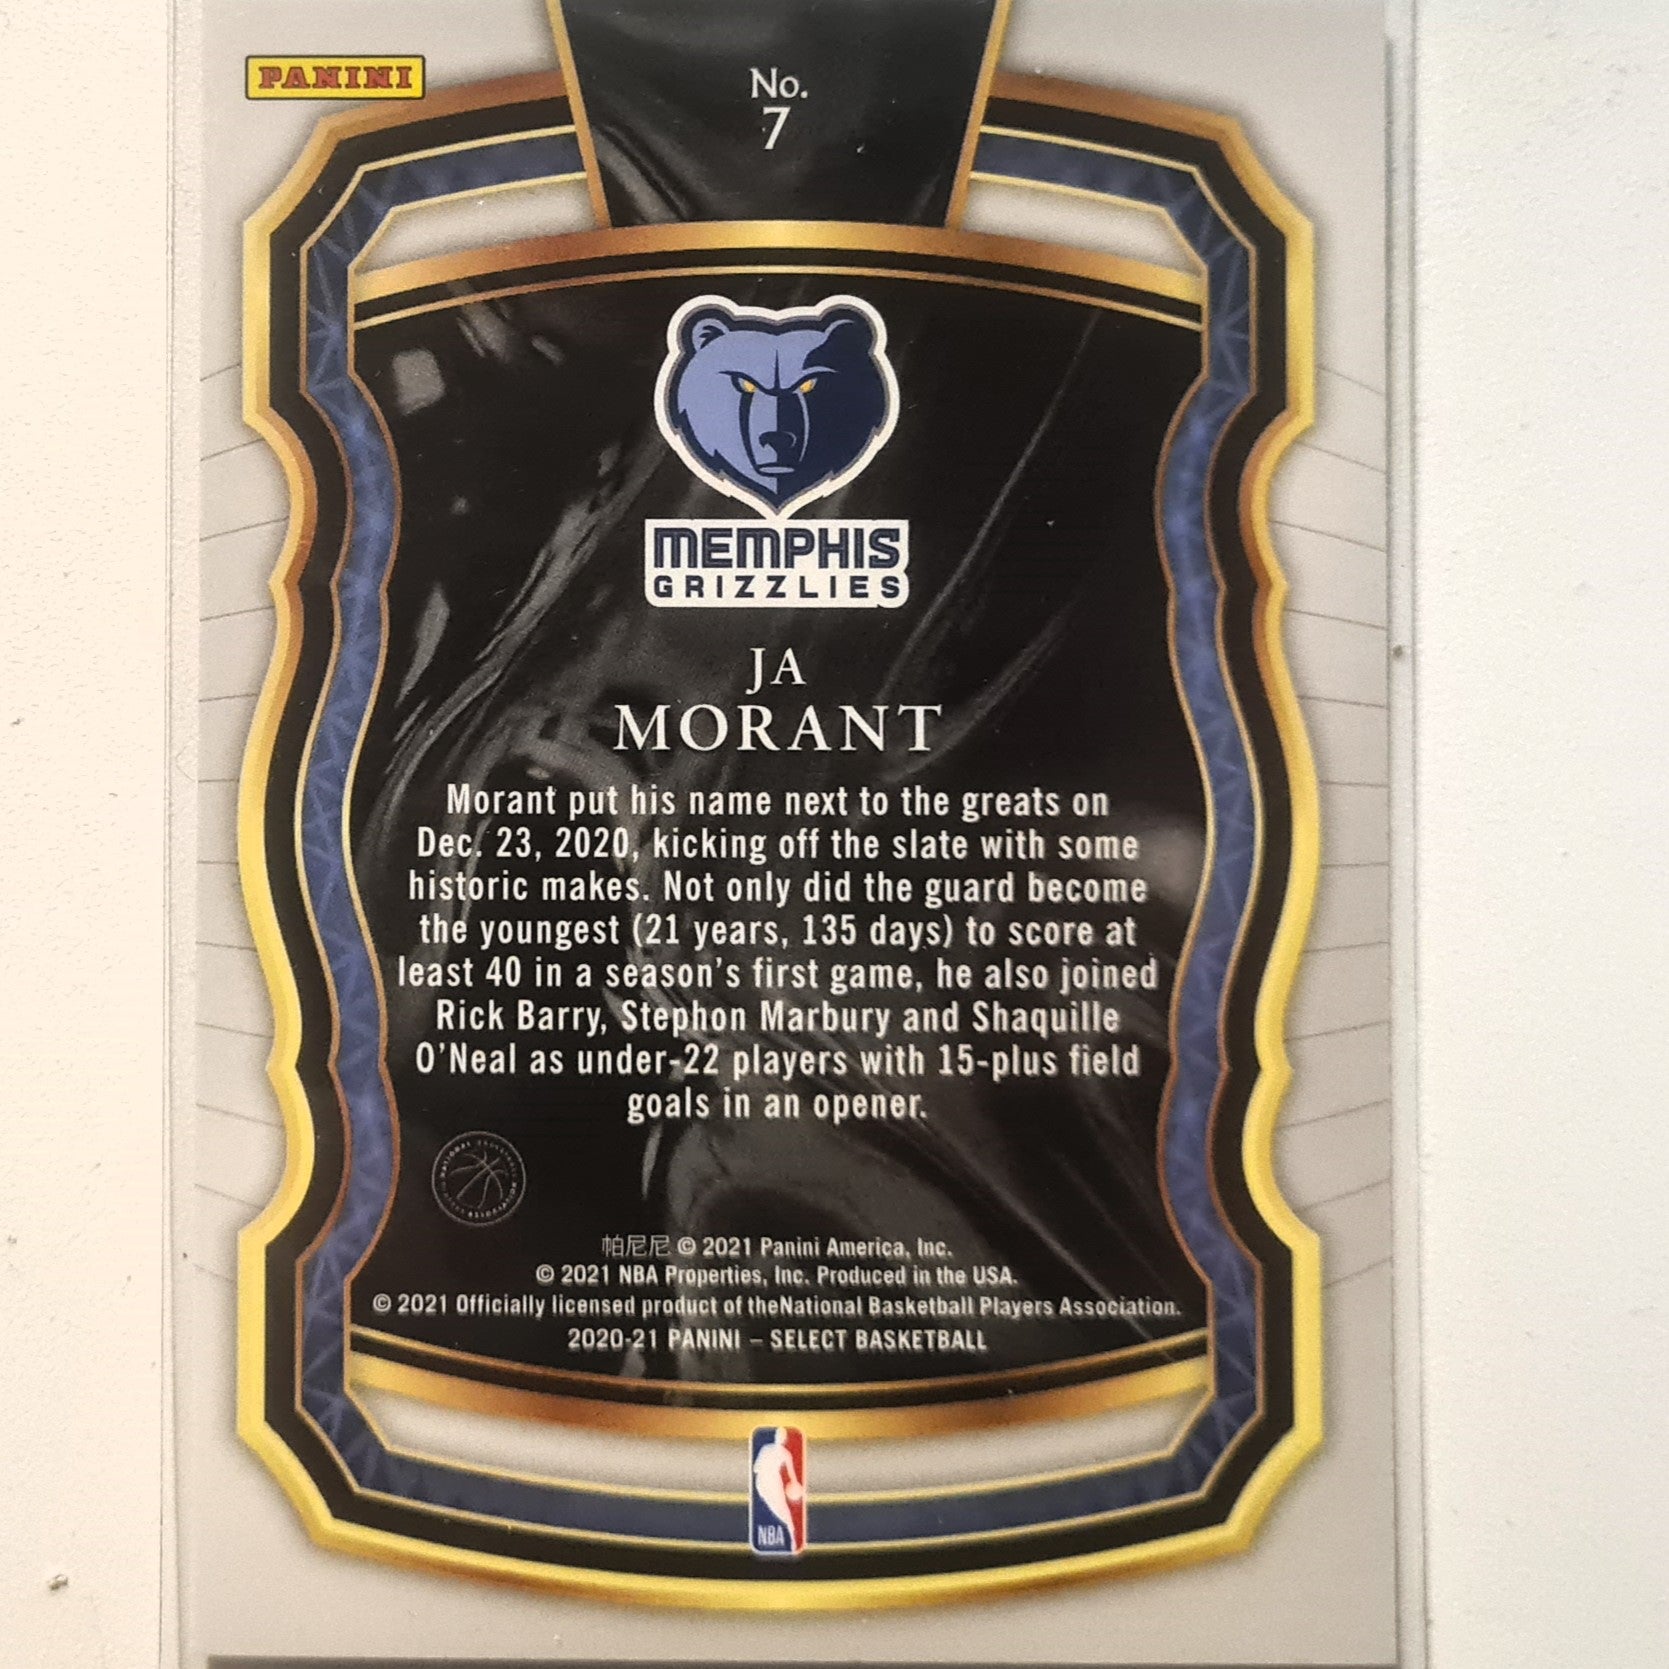 PANINI
No.
7
MEMPHIS
GRIZZLIES
JA
MORANT
Morant put his name next to the greats on
Dec. 23, 2020, kicking off the slate with some
historic makes. Not only did the guard become
the youngest (21 years, 135 days) to score at
least 40 in a season's first game, he also joined
Rick Barry, Stephon Marbury and Shaquille
O'Neal as under-22 players with 15-plus field
goals in an opener.
帕尼尼 © 2021 Panini America, Inc.
© 2021 NBA Properties, Inc. Produced in the USA.
© 2021 Officially licensed product of theNational Basketball Players Association.
2020-21 PANINI – SELECT BASKETBALL
NBA